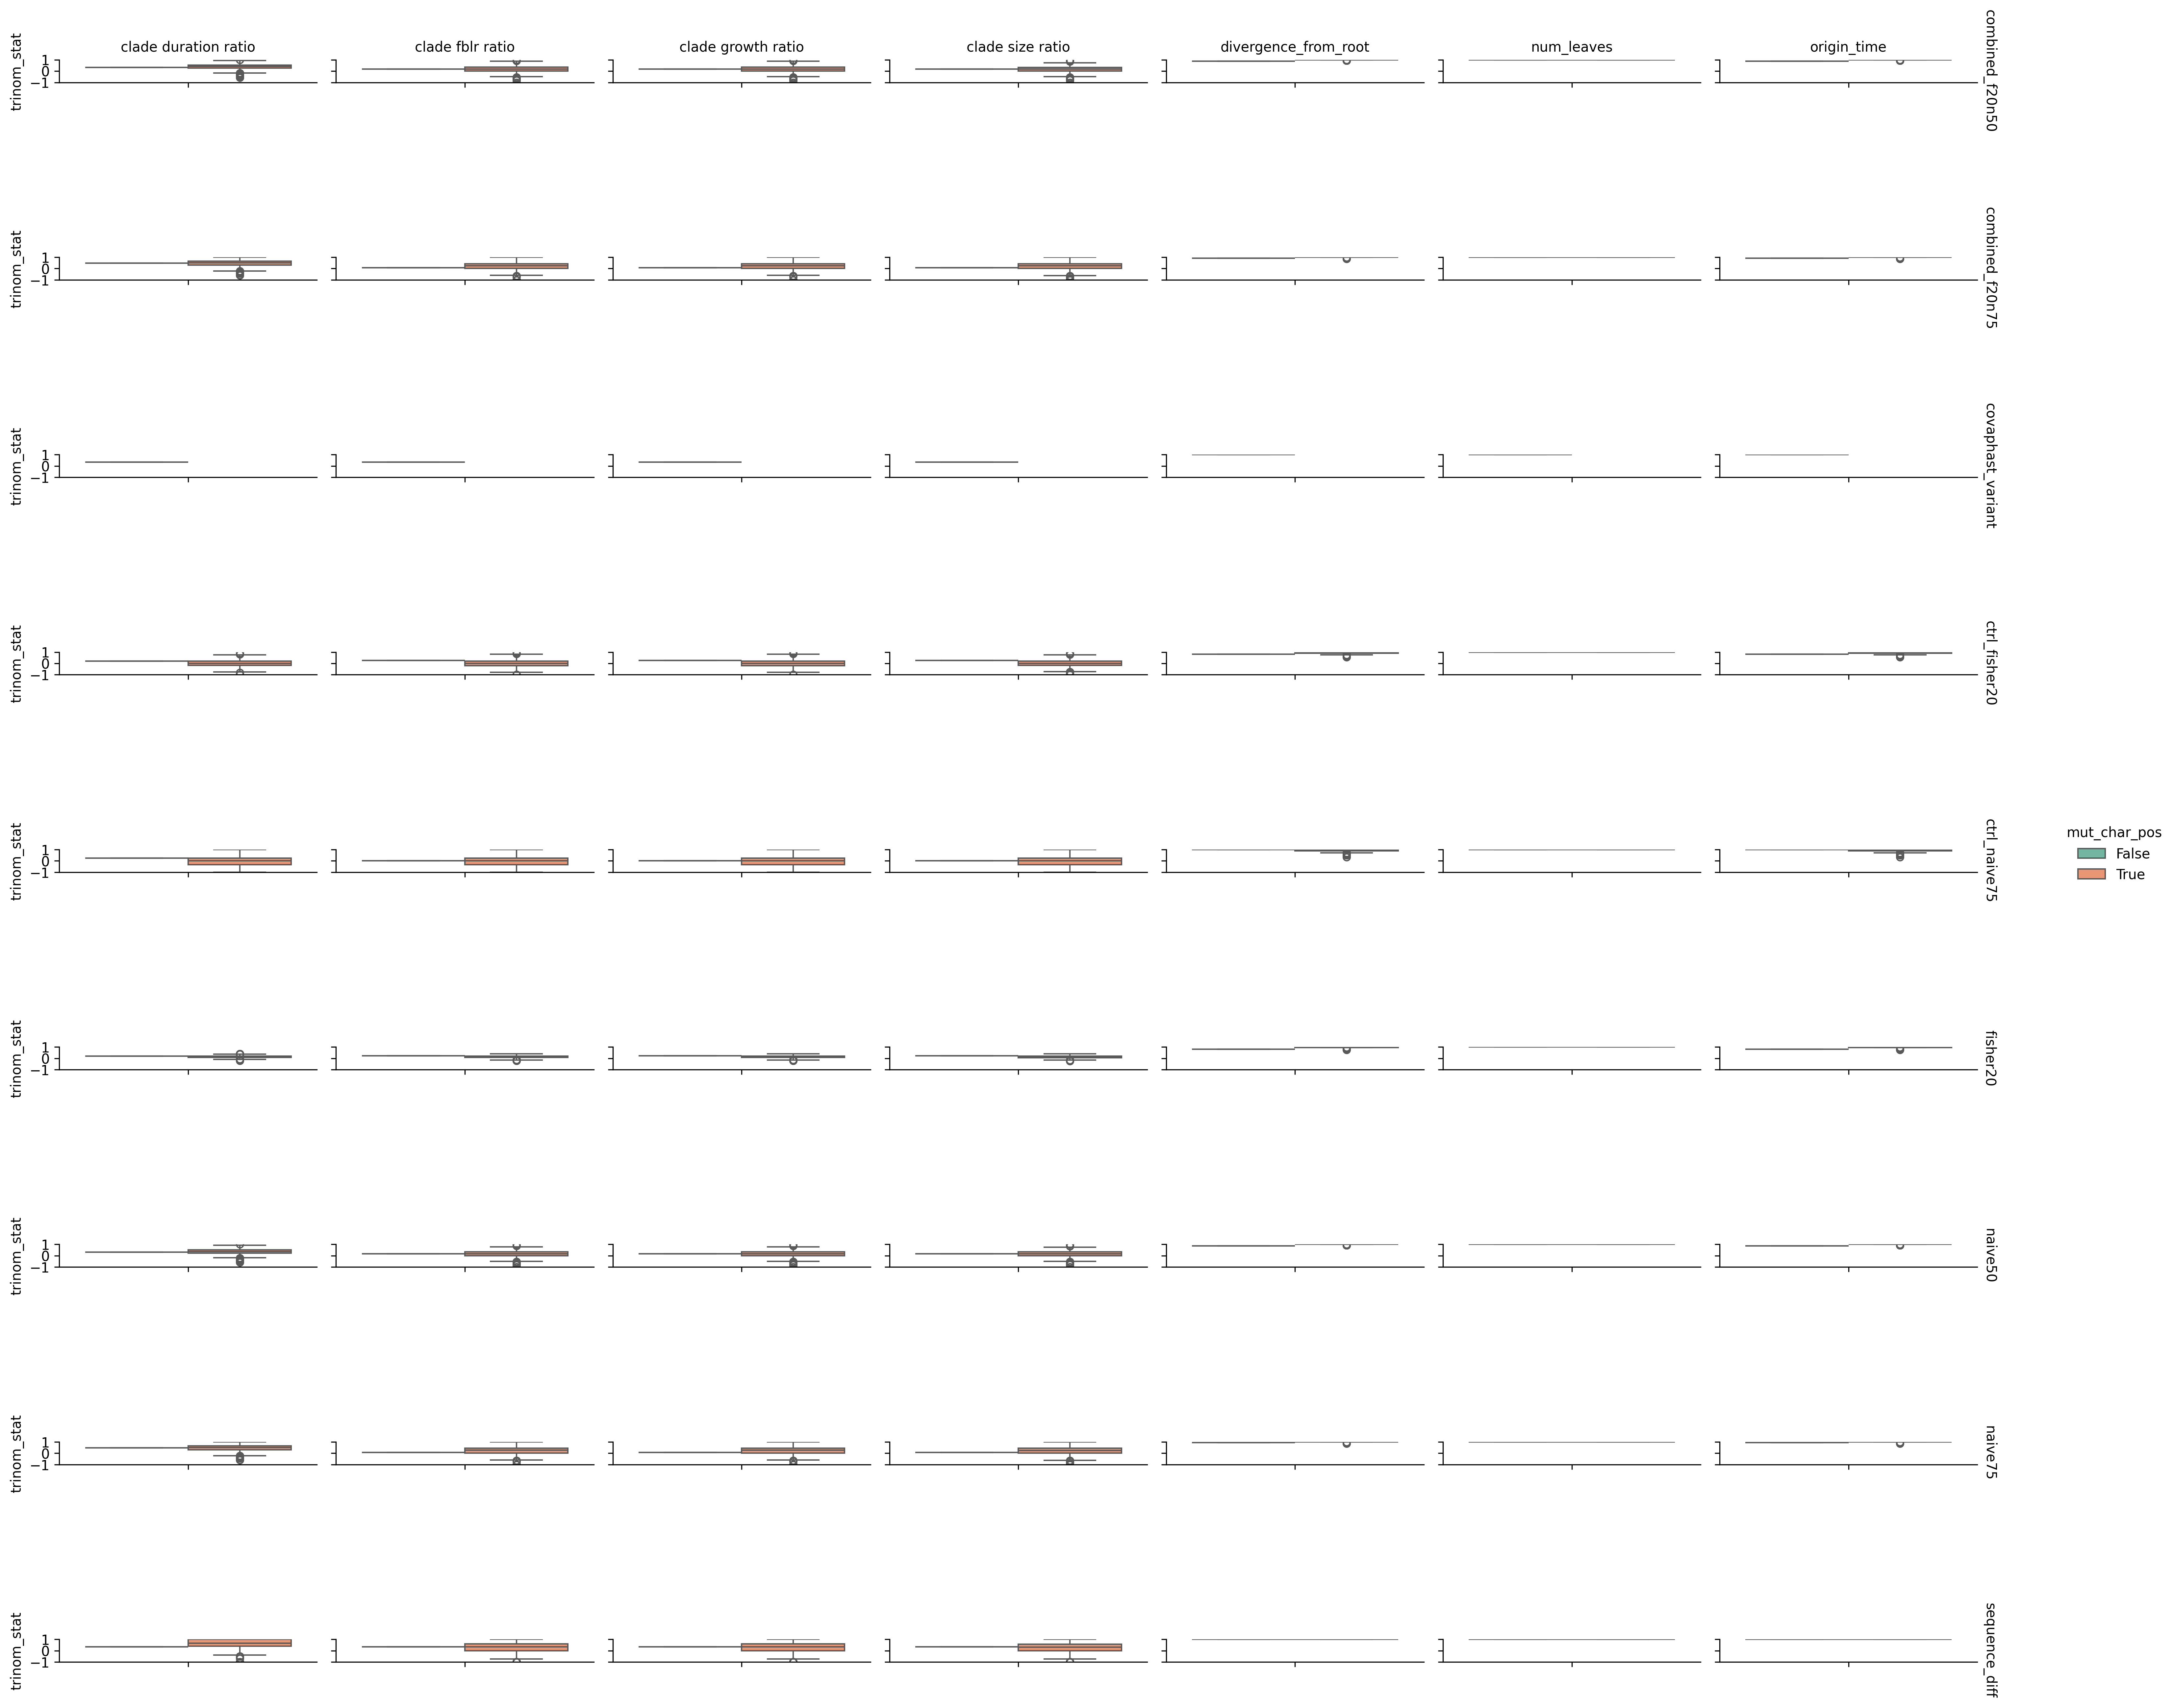 clade duration ratio
clade fblr ratio
clade growth ratio
clade size ratio
divergence_from_root
num_leaves
origin_time
trinom_stat
1
0
−1
combined_f20n50
trinom_stat
1
0
−1
combined_f20n75
trinom_stat
1
0
−1
covaphast_variant
trinom_stat
1
0
−1
ctrl_fisher20
trinom_stat
1
0
−1
ctrl_naive75
mut_char_pos
False
True
trinom_stat
1
0
−1
fisher20
trinom_stat
1
0
−1
naive50
trinom_stat
1
0
−1
naive75
trinom_stat
1
0
−1
sequence_diff